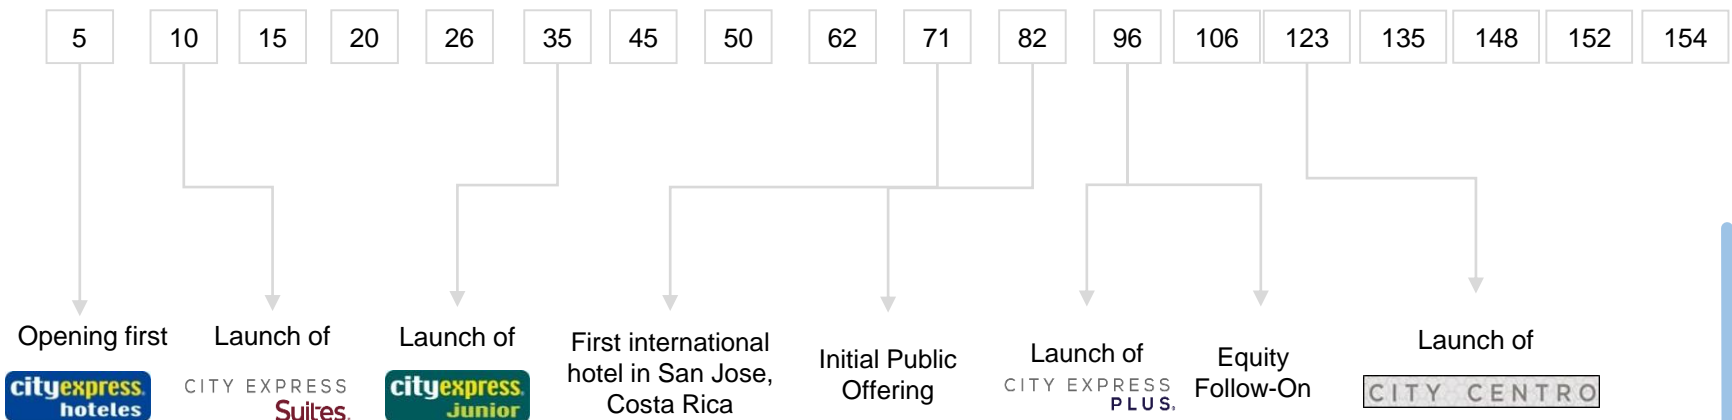 5 10 15 20 26 35 45 50 62 71 82 96 106 123 135 148 152 154
Opening first
cityexpress.
hoteles
Launch of
CITY EXPRESS
Suites.
Launch of
cityexpress.
Junior
First international
hotel in San Jose,
Costa Rica
Initial Public
Offering
Launch of
CITY EXPRESS
PLUS.
Equity
Follow-On
Launch of
CITY CENTRO